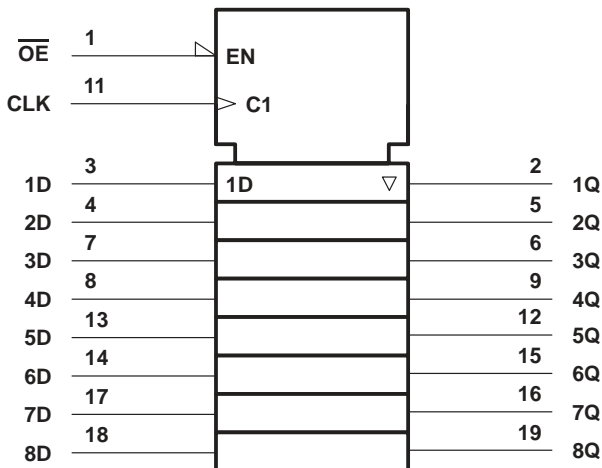 OE 1 EN
CLK 11 C1
1D 3 1D 2 1Q
2D 4 5 2Q
3D 7 6 3Q
4D 8 9 4Q
5D 13 12 5Q
6D 14 15 6Q
7D 17 16 7Q
8D 18 19 8Q